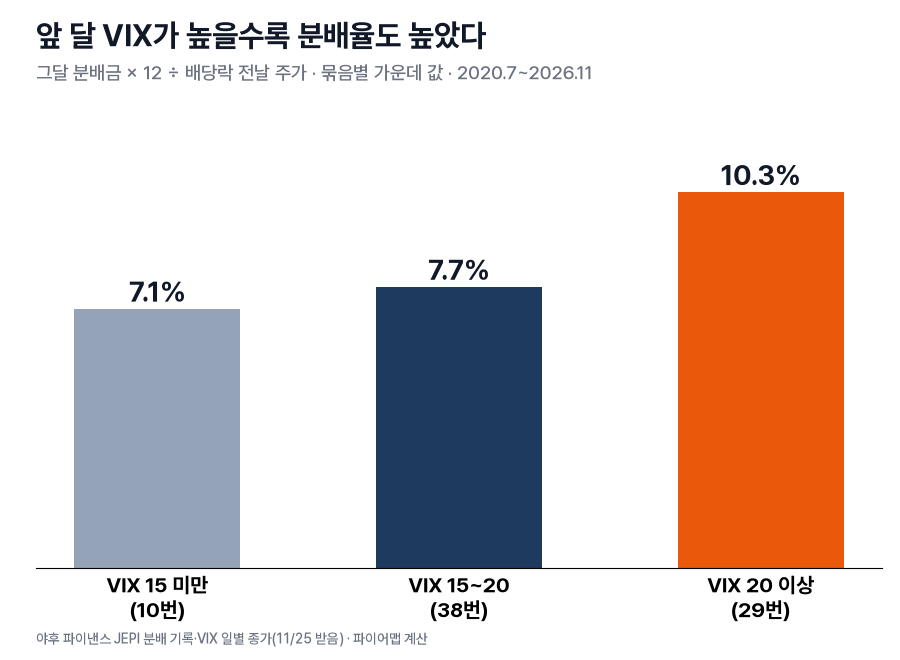 앞 달 VIX가 높을수록 분배율도 높았다
그달 분배금 × 12 ÷ 배당락 전날 주가 · 묶음별 가운데 값 · 2020.7~2026.11
7.1%
7.7%
10.3%
VIX 15 미만
(10번)
VIX 15~20
(38번)
VIX 20 이상
(29번)
야후 파이낸스 JEPI 분배 기록·VIX 일별 종가(11/25 받음) · 파이어맵 계산